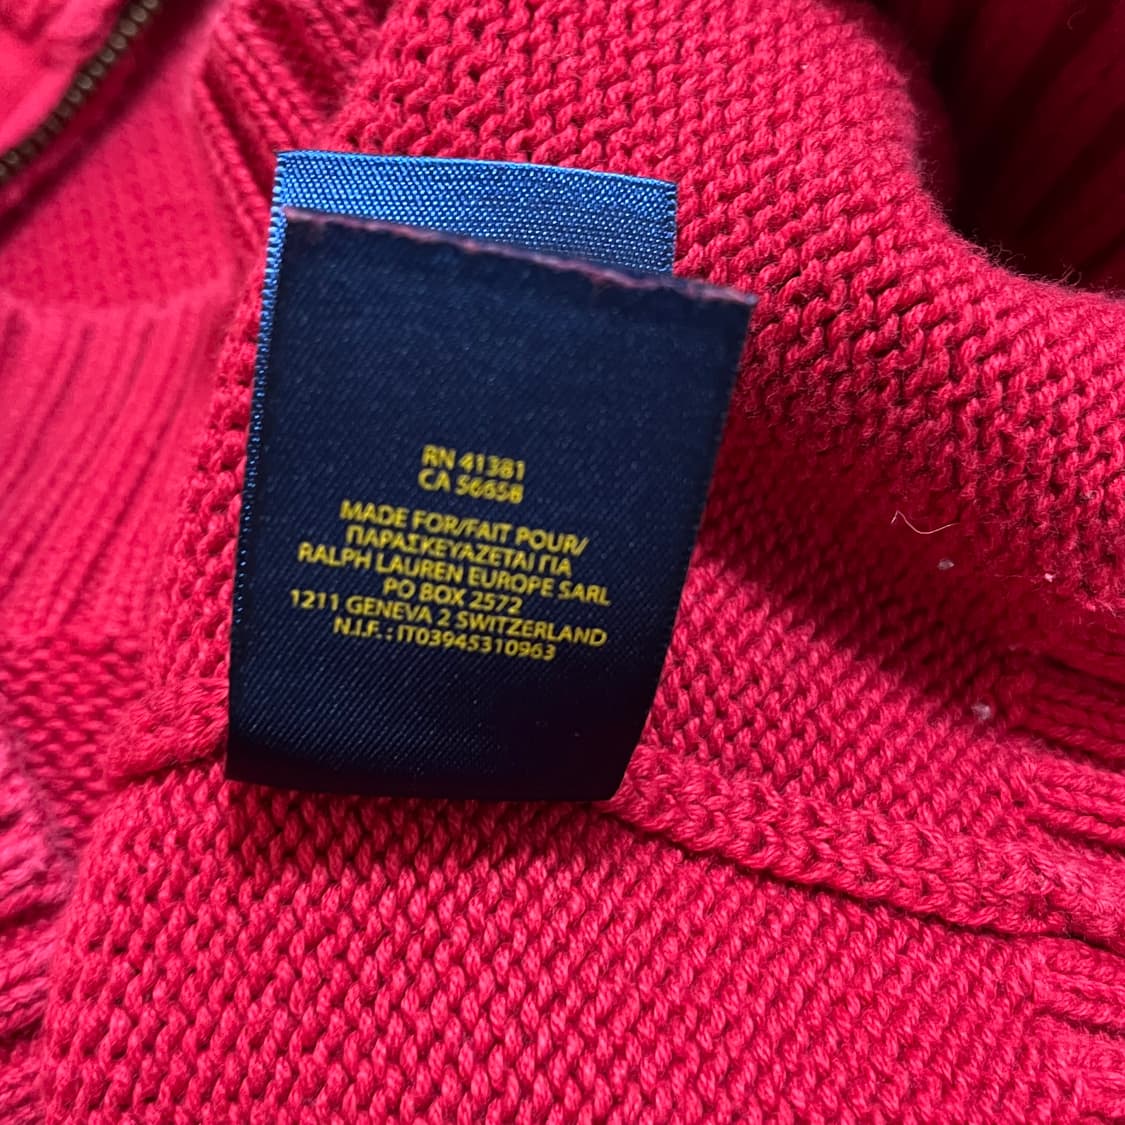 RN 41381
CA 56658
MADE FOR/FAIT POUR/
ΠΑΡΑΣΚΕΥΑΖΕΤΑΙ ΓΙΑ
RALPH LAUREN EUROPE SARL
PO BOX 2572
1211 GENEVA 2 SWITZERLAND
N.I.F. : IT03945310963